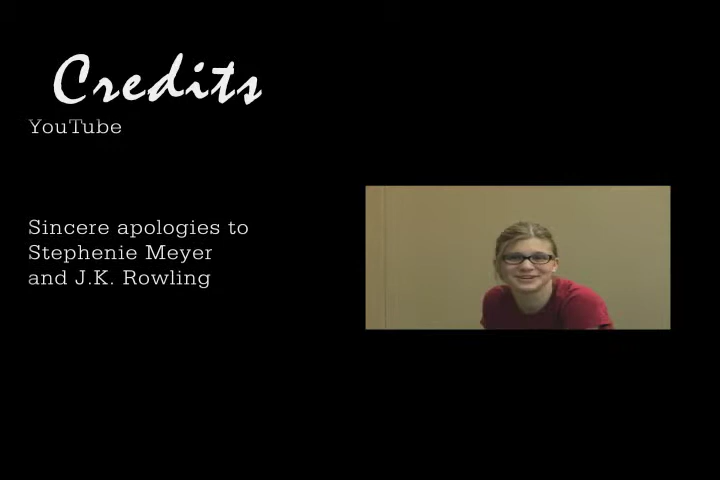 Credits
YouTube
Sincere apologies to
Stephenie Meyer
and J.K. Rowling